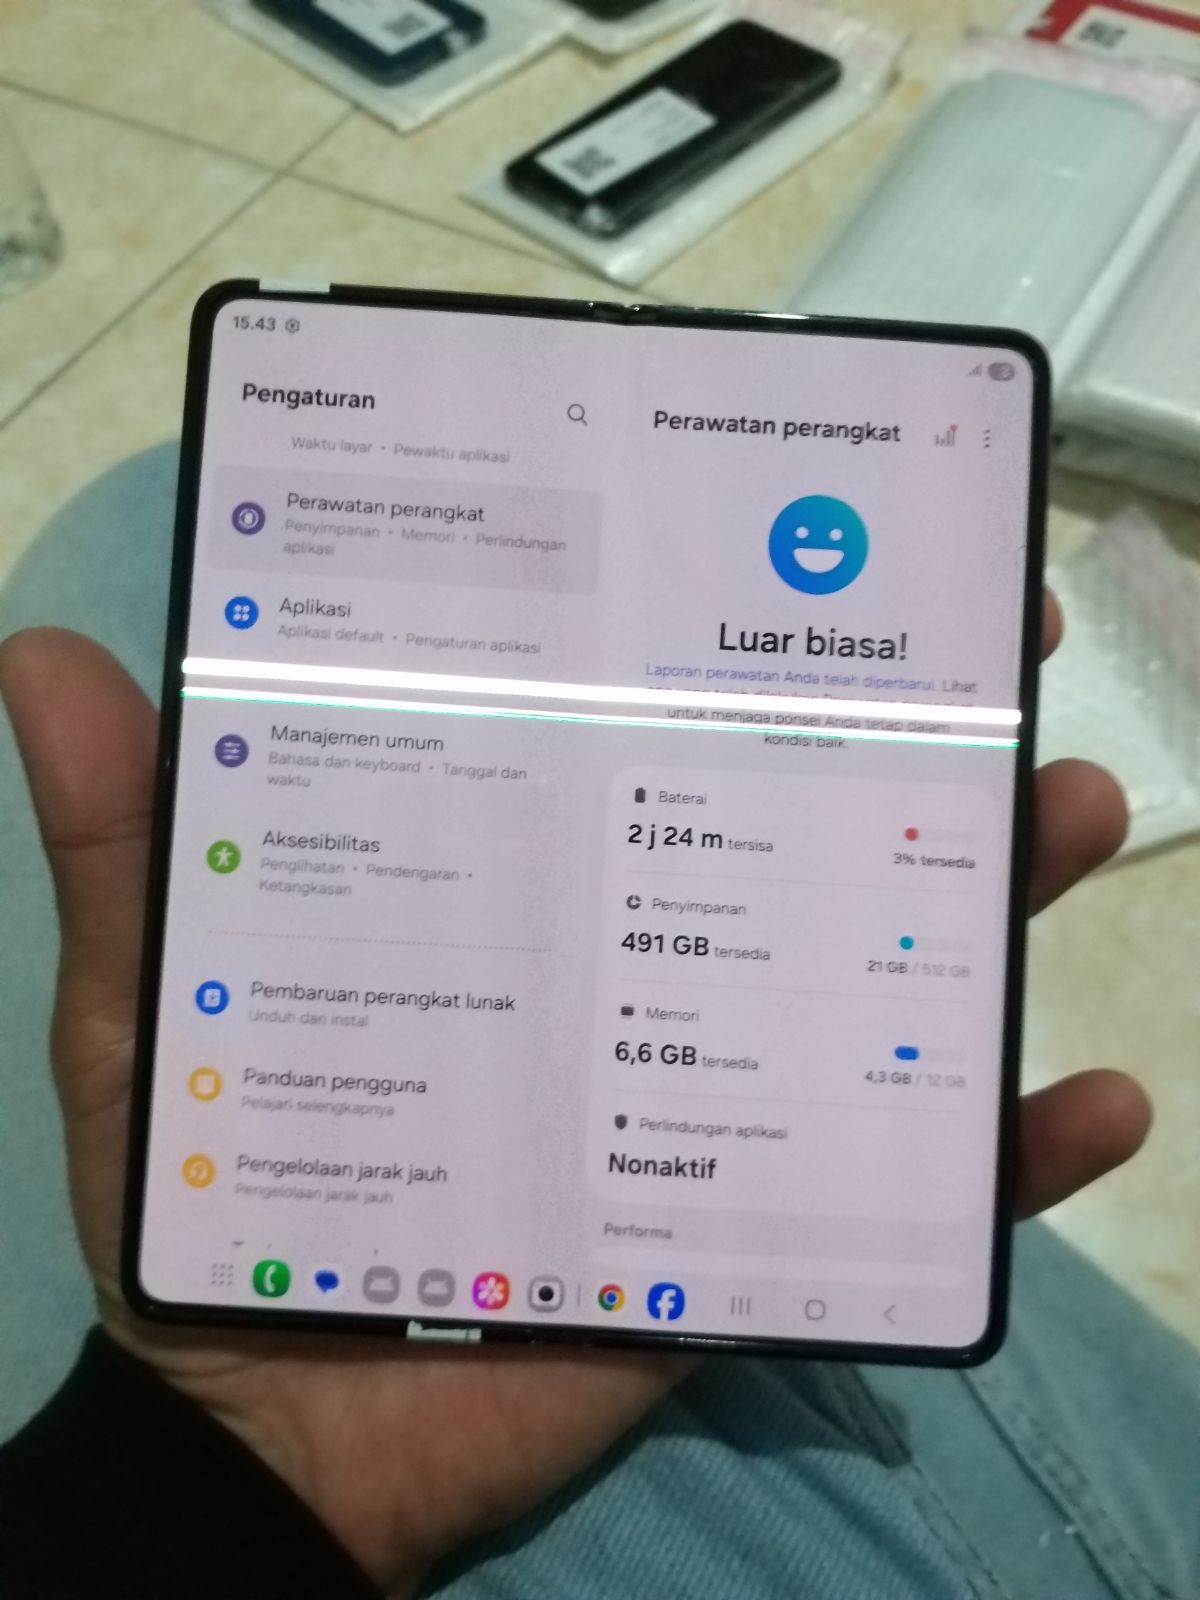 15.43
Pengaturan
Waktu layar • Pewaktu aplikasi
Perawatan perangkat
Penyimpanan • Memori • Perlindungan
aplikasi
Aplikasi
Aplikasi default • Pengaturan aplikasi
Manajemen umum
Bahasa dan keyboard • Tanggal dan
waktu
Aksesibilitas
Penglihatan • Pendengaran •
Ketangkasan
Pembaruan perangkat lunak
Unduh dan instal
Panduan pengguna
Pelajari selengkapnya
Pengelolaan jarak jauh
Pengelolaan jarak jauh
Perawatan perangkat
Luar biasa!
Laporan perawatan Anda telah diperbarui. Lihat
untuk menjaga ponsel Anda tetap dalam
kondisi baik.
Baterai
2 j 24 m tersisa
3% tersedia
Penyimpanan
491 GB tersedia
21 GB / 512 GB
Memori
6,6 GB tersedia
4,3 GB / 12 GB
Perlindungan aplikasi
Nonaktif
Performa